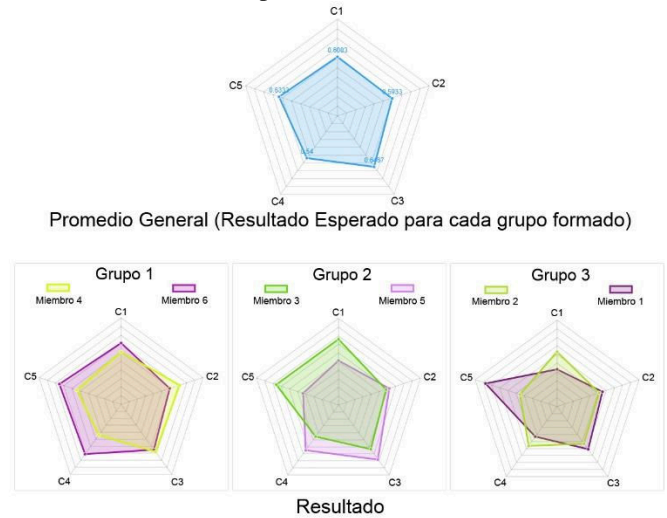 C1
C5
C2
C4
C3
Promedio General (Resultado Esperado para cada grupo formado)
Grupo 1
Miembro 4
Miembro 6
C1
C5
C2
C4
C3
Grupo 2
Miembro 3
Miembro 5
C1
C5
C2
C4
C3
Grupo 3
Miembro 2
Miembro 1
C1
C5
C2
C4
C3
Resultado